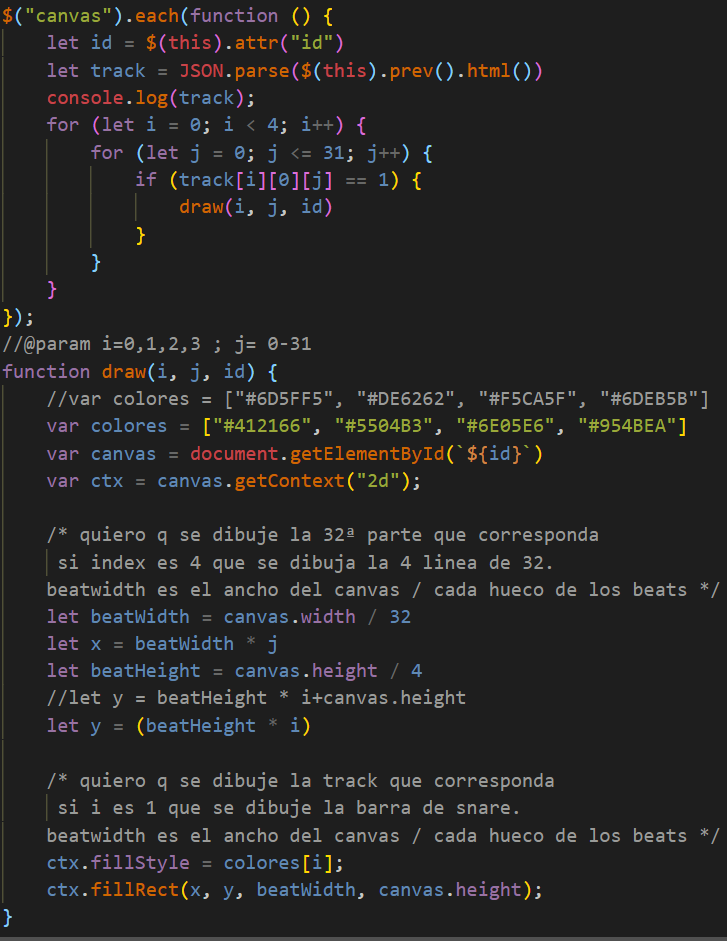 $("canvas").each(function () {
    let id = $(this).attr("id")
    let track = JSON.parse($(this).prev().html())
    console.log(track);
    for (let i = 0; i < 4; i++) {
        for (let j = 0; j <= 31; j++) {
            if (track[i][0][j] == 1) {
                draw(i, j, id)
            }
        }
    }
});
//@param i=0,1,2,3 ; j= 0-31
function draw(i, j, id) {
    //var colores = ["#6D5FF5", "#DE6262", "#F5CA5F", "#6DEB5B"]
    var colores = ["#412166", "#5504B3", "#6E05E6", "#954BEA"]
    var canvas = document.getElementById(`${id}`)
    var ctx = canvas.getContext("2d");

    /* quiero q se dibuje la 32ª parte que corresponda
     si index es 4 que se dibuja la 4 linea de 32.
    beatwidth es el ancho del canvas / cada hueco de los beats */
    let beatWidth = canvas.width / 32
    let x = beatWidth * j
    let beatHeight = canvas.height / 4
    //let y = beatHeight * i+canvas.height
    let y = (beatHeight * i)

    /* quiero q se dibuje la track que corresponda
     si i es 1 que se dibuje la barra de snare.
    beatwidth es el ancho del canvas / cada hueco de los beats */
    ctx.fillStyle = colores[i];
    ctx.fillRect(x, y, beatWidth, canvas.height);
}